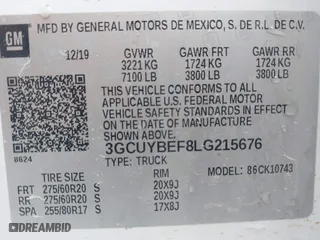 GM
MFD BY GENERAL MOTORS DE MEXICO, S. DE R.L. DE C.V.
12/19 GVWR GAWR FRT GAWR RR
3221 KG 1724 KG 1724 KG
7100 LB 3800 LB 3800 LB
THIS VEHICLE CONFORMS TO ALL APPLICABLE
U.S. FEDERAL MOTOR VEHICLE SAFETY STANDARDS IN
EFFECT ON THE DATE OF MANUFACTURE SHOWN ABOVE.
3GCUYBEF8LG215676
8624 TYPE: TRUCK MODEL: 86CK10743
TIRE SIZE RIM
FRT 275/60R20 S 20X9J
RR 275/60R20 S 20X9J
SPA 255/80R17 S 17X8J